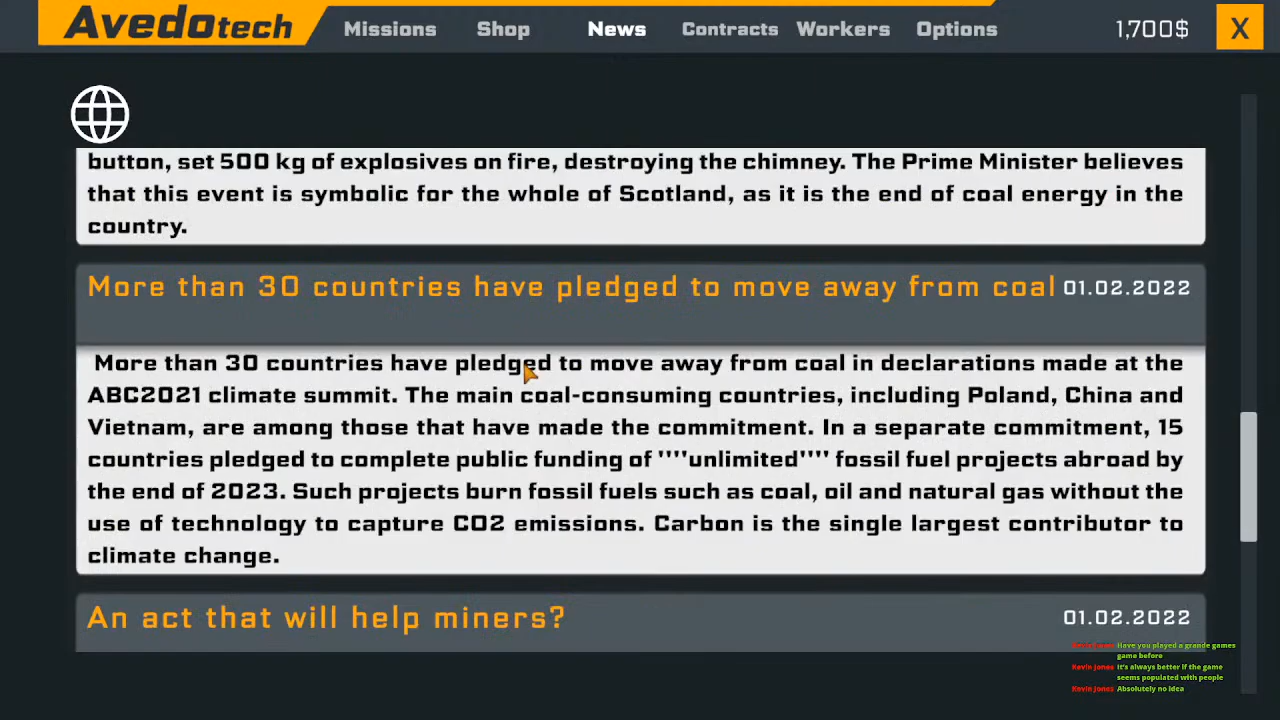 Avedotech Missions Shop News Contracts Workers Options 1,700$ X
button, set 500 kg of explosives on fire, destroying the chimney. The Prime Minister believes
that this event is symbolic for the whole of Scotland, as it is the end of coal energy in the
country.
More than 30 countries have pledged to move away from coal 01.02.2022
More than 30 countries have pledged to move away from coal in declarations made at the
ABC2021 climate summit. The main coal-consuming countries, including Poland, China and
Vietnam, are among those that have made the commitment. In a separate commitment, 15
countries pledged to complete public funding of ''''unlimited'''' fossil fuel projects abroad by
the end of 2023. Such projects burn fossil fuels such as coal, oil and natural gas without the
use of technology to capture CO2 emissions. Carbon is the single largest contributor to
climate change.
An act that will help miners? 01.02.2022
Have you played a grande games
game before
Kevin Jones It's always better if the game
seems populated with people
Kevin Jones Absolutely no idea